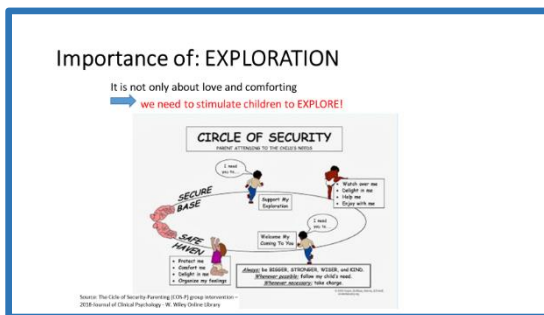 Importance of: EXPLORATION
It is not only about love and comforting
we need to stimulate children to EXPLORE!
CIRCLE OF SECURITY
PARENT ATTENDING TO THE CHILD'S NEEDS
I need
you to...
SECURE
BASE
Support My
Exploration
• Watch over me
• Delight in me
• Help me
• Enjoy with me
I need
you to...
SAFE
HAVEN
Welcome My
Coming To You
• Protect me
• Comfort me
• Delight in me
• Organize my feelings
Always: be BIGGER, STRONGER, WISER, and KIND.
Whenever possible: follow my child's need.
Whenever necessary: take charge.
Source: The Cicle of Security-Parenting (COS-P) group intervention –
2018-Journal of Clinical Psychology - W. Wiley Online Library